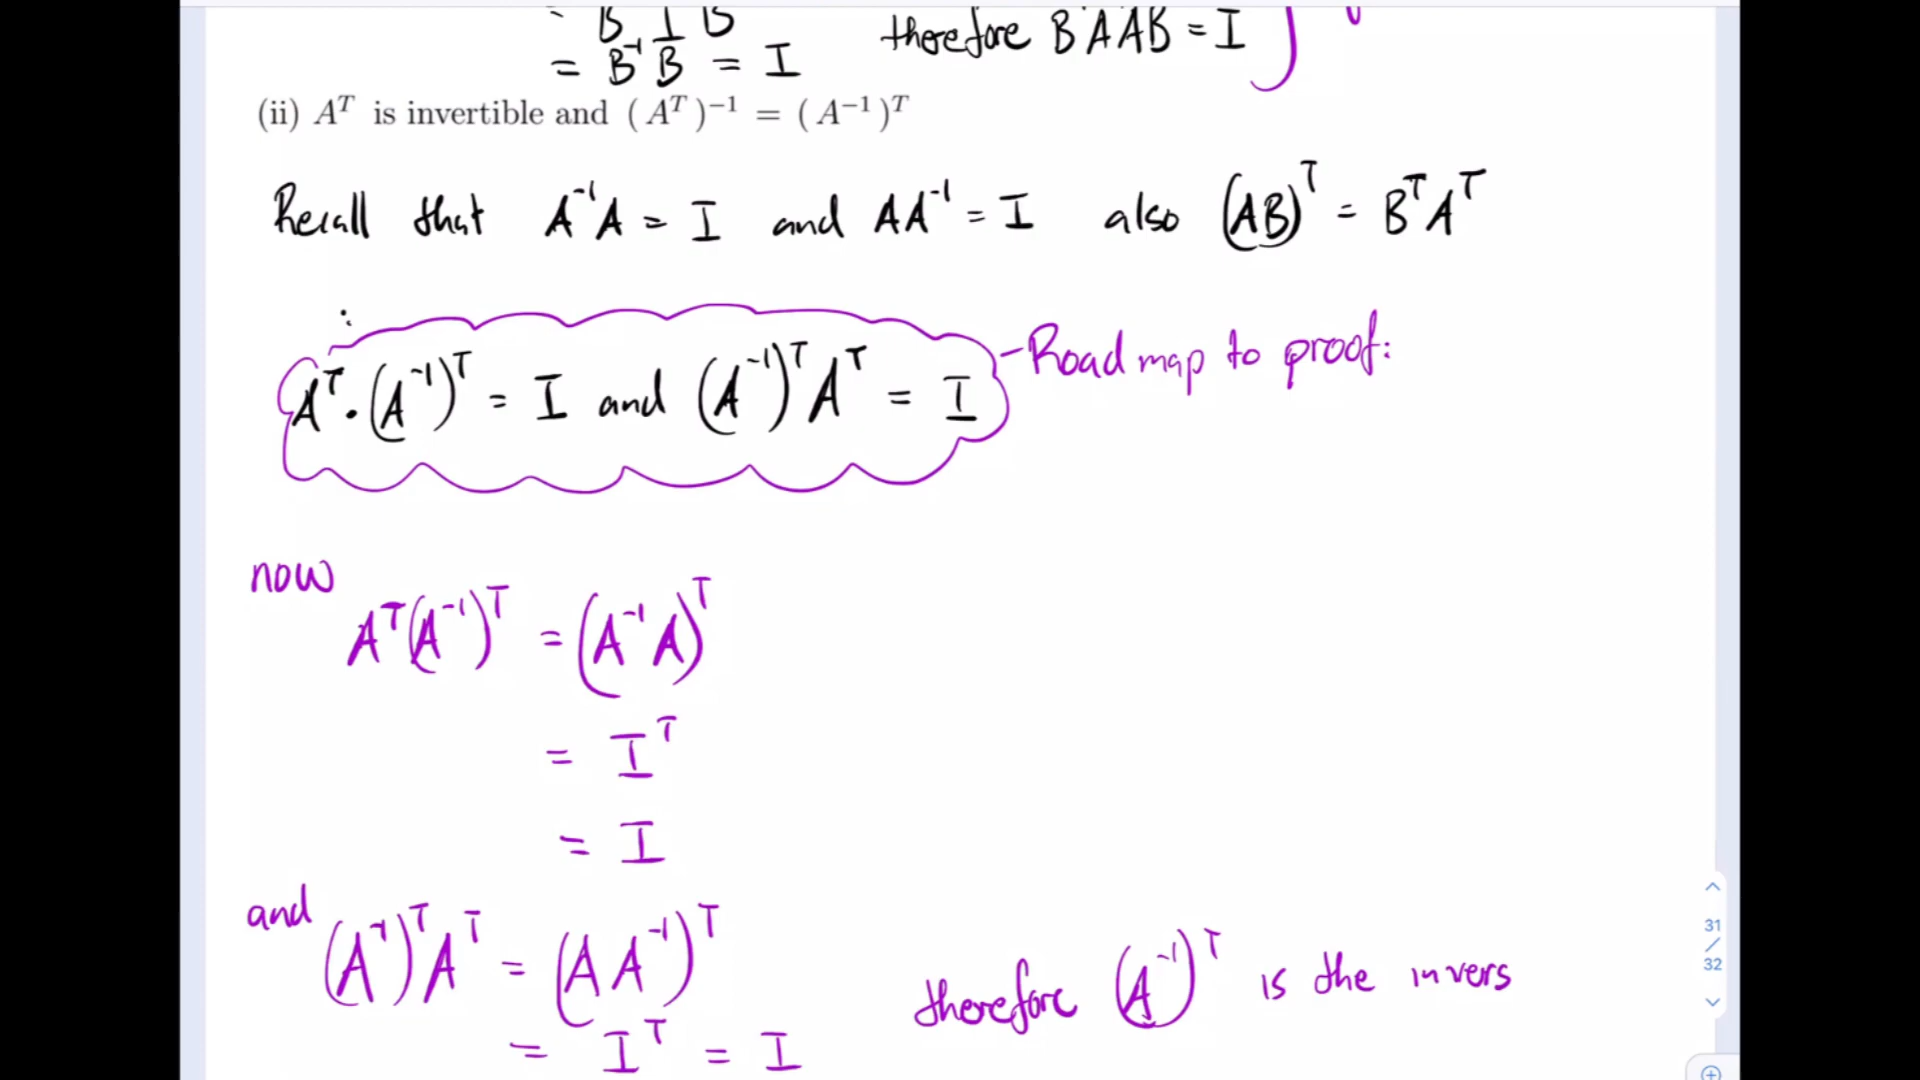 = B⁻¹ I B
= B⁻¹ B = I therefore B⁻¹A⁻¹AB = I
(ii) Aᵀ is invertible and ( Aᵀ )⁻¹ = ( A⁻¹ )ᵀ
Recall that A⁻¹A = I and AA⁻¹ = I also (AB)ᵀ = BᵀAᵀ
Aᵀ·(A⁻¹)ᵀ = I and (A⁻¹)ᵀAᵀ = I - Road map to proof:
now
Aᵀ(A⁻¹)ᵀ = (A⁻¹A)ᵀ
= Iᵀ
= I
and
(A⁻¹)ᵀAᵀ = (AA⁻¹)ᵀ
= Iᵀ = I
therefore (A⁻¹)ᵀ is the invers
31
/
32